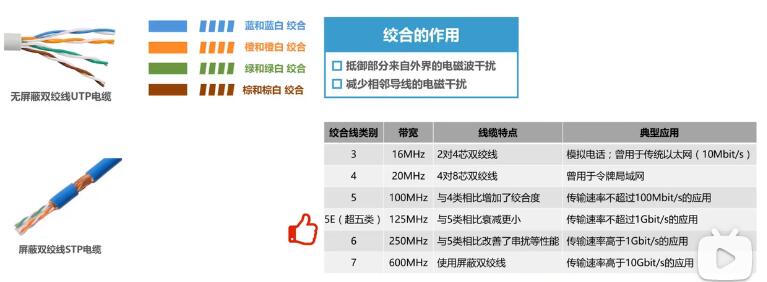 蓝和蓝白 绞合
橙和橙白 绞合
绿和绿白 绞合
棕和棕白 绞合
无屏蔽双绞线UTP电缆
绞合的作用
抵御部分来自外界的电磁波干扰
减少相邻导线的电磁干扰
屏蔽双绞线STP电缆
绞合线类别 带宽 线缆特点 典型应用
3 16MHz 2对4芯双绞线 模拟电话；曾用于传统以太网（10Mbit/s）
4 20MHz 4对8芯双绞线 曾用于令牌局域网
5 100MHz 与4类相比增加了绞合度 传输速率不超过100Mbit/s的应用
5E（超五类） 125MHz 与5类相比衰减更小 传输速率不超过1Gbit/s的应用
6 250MHz 与5类相比改善了串扰等性能 传输速率高于1Gbit/s的应用
7 600MHz 使用屏蔽双绞线 传输速率高于10Gbit/s的应用